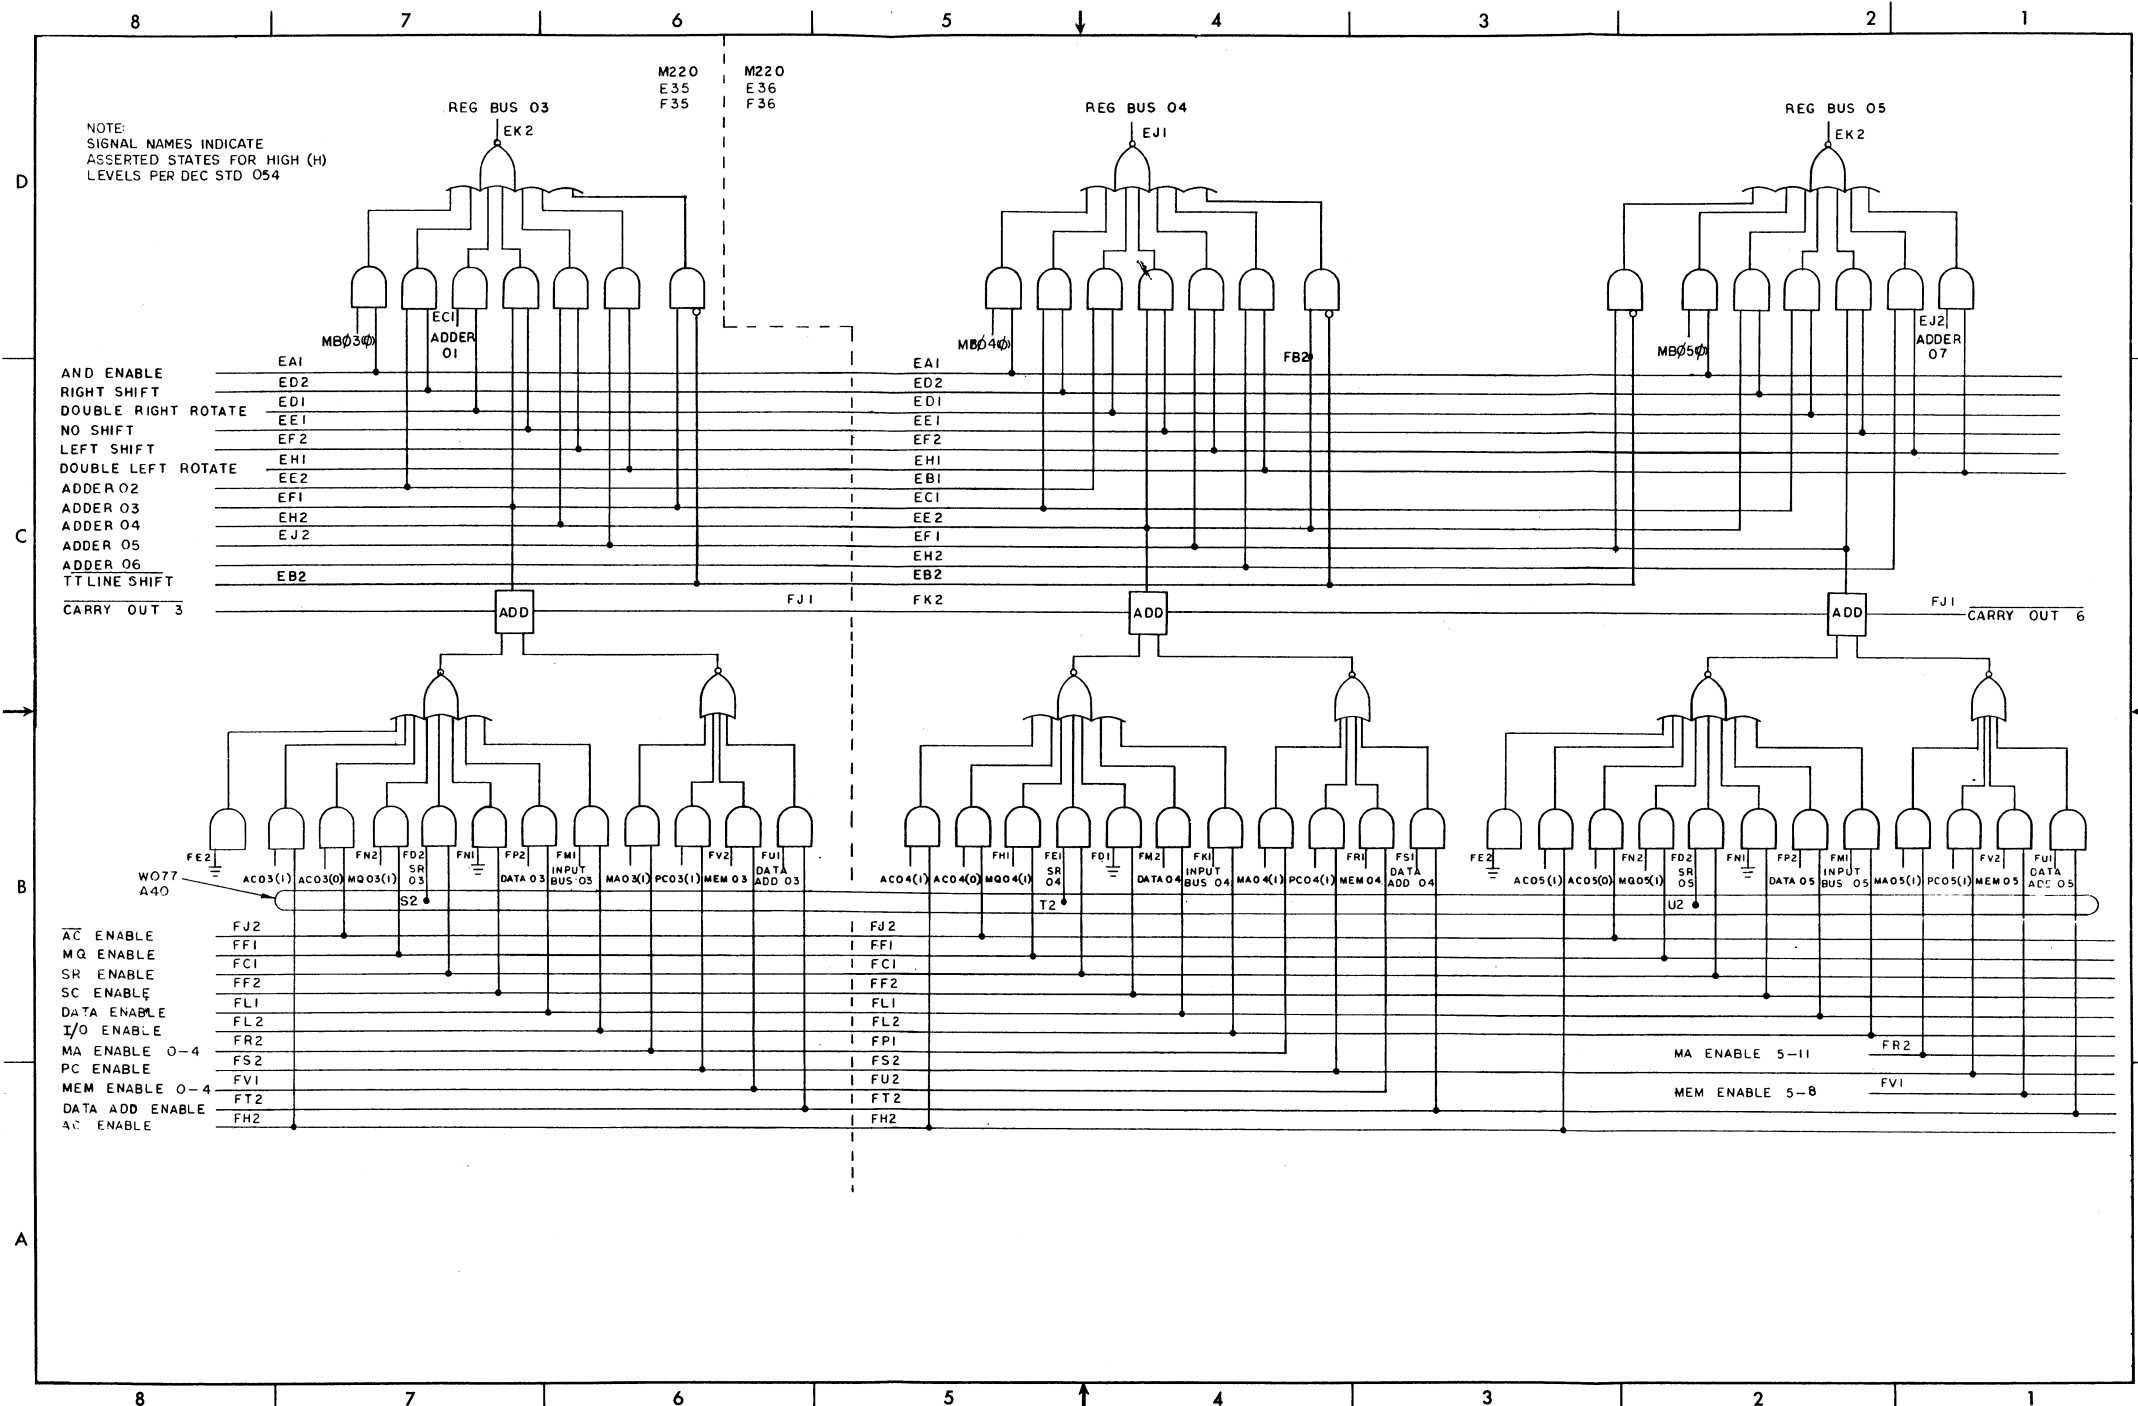 8 7 6 5 4 3 2 1
M220 M220
E35 E36
F35 F36
REG BUS 03 REG BUS 04 REG BUS 05
EK2 EJ1 EK2
NOTE:
SIGNAL NAMES INDICATE
ASSERTED STATES FOR HIGH (H)
LEVELS PER DEC STD 054
D
EC1 EJ2
ADDER ADDER
01 07
FB2
AND ENABLE EA1 EA1
RIGHT SHIFT ED2 ED2
DOUBLE RIGHT ROTATE ED1 ED1
NO SHIFT EE1 EE1
LEFT SHIFT EF2 EF2
DOUBLE LEFT ROTATE EH1 EH1
ADDER 02 EE2 EB1
ADDER 03 EF1 EC1
ADDER 04 EH2 EE2
C
ADDER 05 EJ2 EF1
ADDER 06 EH2
TT LINE SHIFT EB2 EB2
CARRY OUT 3 ADD FJ1 FK2 ADD ADD FJ1 CARRY OUT 6
FE2 FN2 FD2 FN1 FP2 FM1 FV2 FU1 FH1 FE1 FD1 FM2 FK1 FR1 FS1 FE2 FN2 FD2 FN1 FP2 FM1 FV2 FU1
AC03(1) AC03(0) MQ03(1) SR 03 DATA 03 INPUT BUS 03 MA03(1) PC03(1) MEM 03 DATA ADD 03
AC04(1) AC04(0) MQ04(1) SR 04 DATA 04 INPUT BUS 04 MA04(1) PC04(1) MEM 04 DATA ADD 04
AC05(1) AC05(0) MQ05(1) SR 05 DATA 05 INPUT BUS 05 MA05(1) PC05(1) MEM 05 DATA 05
W077
A40
B
S2 T2 U2
AC ENABLE FJ2 FJ2
MQ ENABLE FF1 FF1
SR ENABLE FC1 FC1
SC ENABLE FF2 FF2
DATA ENABLE FL1 FL1
I/O ENABLE FL2 FL2
MA ENABLE 0-4 FR2 FP1 MA ENABLE 5-11 FR2
PC ENABLE FS2 FS2
MEM ENABLE 0-4 FV1 FU2 MEM ENABLE 5-8 FV1
DATA ADD ENABLE FT2 FT2
AC ENABLE FH2 FH2
A
8 7 6 5 4 3 2 1